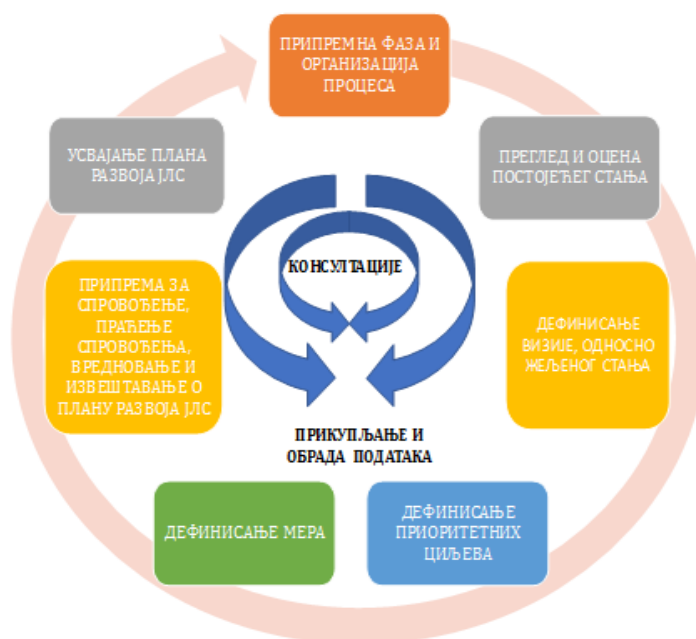 ПРИПРЕМНА ФАЗА И
ОРГАНИЗАЦИЈА
ПРОЦЕСА
ПРЕГЛЕД И ОЦЕНА
ПОСТОЈЕЋЕГ СТАЊА
ДЕФИНИСАЊЕ
ВИЗИЈЕ, ОДНОСНО
ЖЕЉЕНОГ СТАЊА
ДЕФИНИСАЊЕ
ПРИОРИТЕТНИХ
ЦИЉЕВА
ДЕФИНИСАЊЕ МЕРА
ПРИПРЕМА ЗА
СПРОВОЂЕЊЕ,
ПРАЋЕЊЕ
СПРОВОЂЕЊА,
ВРЕДНОВАЊЕ И
ИЗВЕШТАВАЊЕ О
ПЛАНУ РАЗВОЈА ЈЛС
УСВАЈАЊЕ ПЛАНА
РАЗВОЈА ЈЛС
КОНСУЛТАЦИЈЕ
ПРИКУПЉАЊЕ И
ОБРАДА ПОДАТАКА